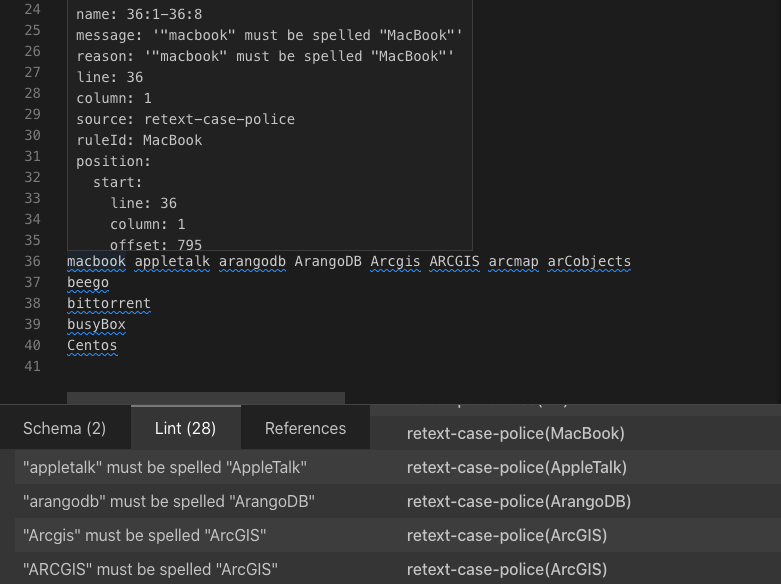 24 name: 36:1-36:8
25 message: '"macbook" must be spelled "MacBook"'
26 reason: '"macbook" must be spelled "MacBook"'
27 line: 36
28 column: 1
29 source: retext-case-police
30 ruleId: MacBook
31 position:
32 start:
33 line: 36
34 column: 1
35 offset: 795
36 macbook appletalk arangodb ArangoDB Arcgis ARCGIS arcmap arCobjects
37 beego
38 bittorrent
39 busyBox
40 Centos
41
Schema (2) Lint (28) References
retext-case-police(MacBook)
"appletalk" must be spelled "AppleTalk" retext-case-police(AppleTalk)
"arangodb" must be spelled "ArangoDB" retext-case-police(ArangoDB)
"Arcgis" must be spelled "ArcGIS" retext-case-police(ArcGIS)
"ARCGIS" must be spelled "ArcGIS" retext-case-police(ArcGIS)